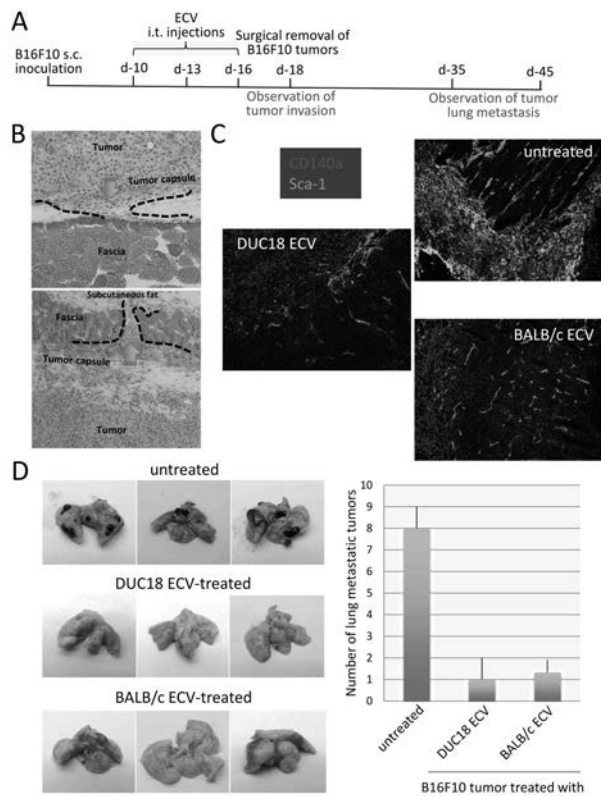 A
ECV
i.t. injections
Surgical removal of
B16F10 tumors
B16F10 s.c.
inoculation
d-10
d-13
d-16
d-18
d-35
d-45
Observation of
tumor invasion
Observation of tumor
lung metastasis
B
Tumor
Tumor capsule
Fascia
Subcutaneous fat
Fascia
Tumor capsule
Tumor
C
CD140a
Sca-1
untreated
DUC18 ECV
BALB/c ECV
D
untreated
DUC18 ECV-treated
BALB/c ECV-treated
Number of lung metastatic tumors
10
9
8
7
6
5
4
3
2
1
untreated
DUC18 ECV
BALB/c ECV
B16F10 tumor treated with